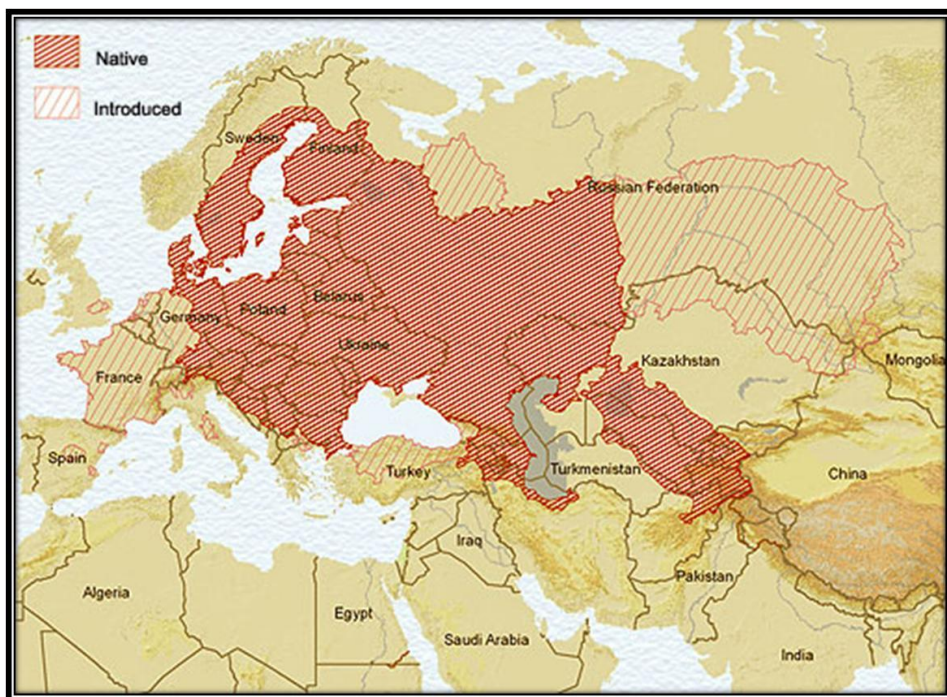 Native
Introduced
Sweden
Finland
Russian Federation
Belarus
Poland
Germany
Ukraine
Kazakhstan
Mongolia
France
Spain
Turkey
Turkmenistan
China
Iraq
Pakistan
Algeria
Egypt
Saudi Arabia
India